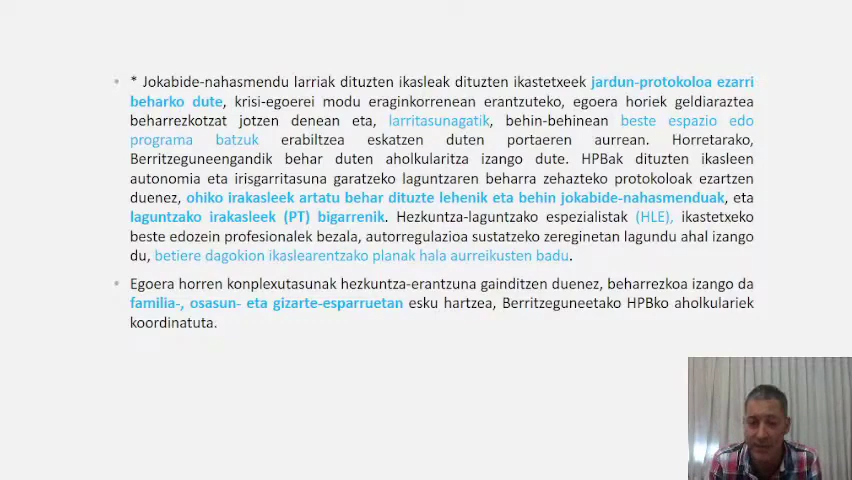 * Jokabide-nahasmendu larriak dituzten ikasleak dituzten ikastetxeek jardun-protokoloa ezarri
beharko dute, krisi-egoerei modu eraginkorrenean erantzuteko, egoera horiek geldiaraztea
beharrezkotzat jotzen denean eta, larritasunagatik, behin-behinean beste espazio edo
programa batzuk erabiltzea eskatzen duten portaeren aurrean. Horretarako,
Berritzeguneengandik behar duten aholkularitza izango dute. HPBak dituzten ikasleen
autonomia eta irisgarritasuna garatzeko laguntzaren beharra zehazteko protokoloak ezartzen
duenez, ohiko irakasleek artatu behar dituzte lehenik eta behin jokabide-nahasmenduak, eta
laguntzako irakasleek (PT) bigarrenik. Hezkuntza-laguntzako espezialistak (HLE), ikastetxeko
beste edozein profesionalek bezala, autorregulazioa sustatzeko zereginetan lagundu ahal izango
du, betiere dagokion ikaslearentzako planak hala aurreikusten badu.
Egoera horren konplexutasunak hezkuntza-erantzuna gainditzen duenez, beharrezkoa izango da
familia-, osasun- eta gizarte-esparruetan esku hartzea, Berritzeguneetako HPBko aholkulariek
koordinatuta.